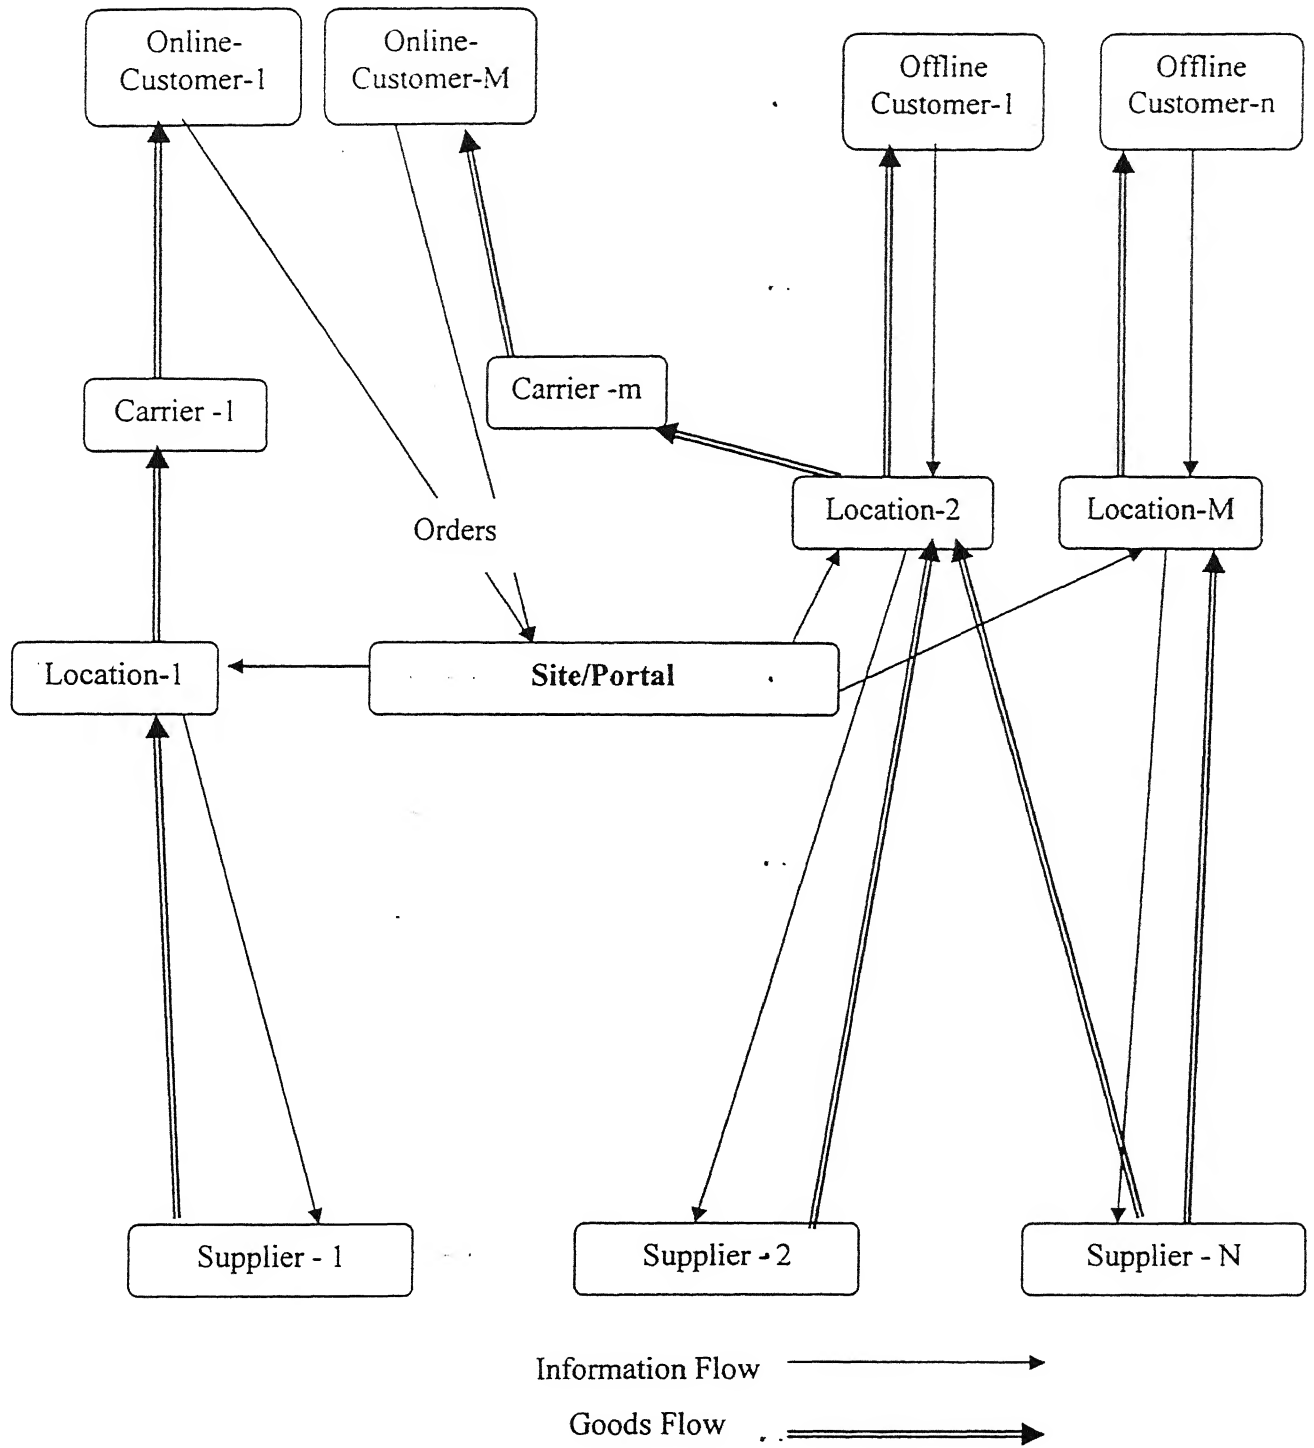 Online-
Customer-1
Online-
Customer-M
Offline
Customer-1
Offline
Customer-n
Carrier -1
Carrier -m
Location-2
Location-M
Orders
Location-1
Site/Portal
Supplier - 1
Supplier - 2
Supplier - N
Information Flow
Goods Flow